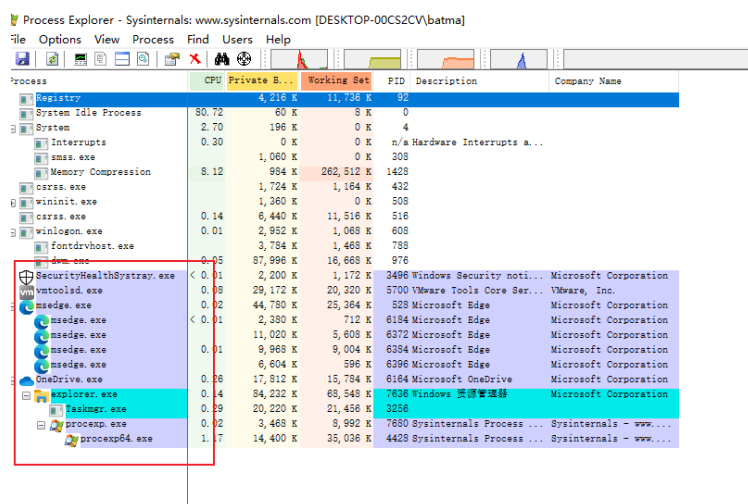 Process Explorer - Sysinternals: www.sysinternals.com [DESKTOP-00CS2CV\batma]
File Options View Process Find Users Help
Process CPU Private B... Working Set PID Description Company Name
Registry 4,216 K 11,736 K 92
System Idle Process 80.72 60 K 8 K 0
System 2.70 196 K 0 K 4
Interrupts 0.30 0 K 0 K n/a Hardware Interrupts a...
smss.exe 1,060 K 0 K 308
Memory Compression 8.12 984 K 262,512 K 1428
csrss.exe 1,724 K 1,164 K 432
wininit.exe 1,360 K 0 K 508
csrss.exe 0.14 6,440 K 11,516 K 516
winlogon.exe 0.01 2,952 K 1,068 K 608
fontdrvhost.exe 3,784 K 1,468 K 788
dwm.exe 0.05 87,996 K 16,668 K 976
SecurityHealthSystray.exe < 0.01 2,200 K 1,172 K 3496 Windows Security noti... Microsoft Corporation
vm vmtoolsd.exe 0.08 29,172 K 20,320 K 5700 VMware Tools Core Ser... VMware, Inc.
msedge.exe 0.02 44,780 K 25,364 K 528 Microsoft Edge Microsoft Corporation
msedge.exe < 0.01 2,380 K 712 K 6184 Microsoft Edge Microsoft Corporation
msedge.exe 11,020 K 5,608 K 6372 Microsoft Edge Microsoft Corporation
msedge.exe 0.01 9,968 K 9,004 K 6384 Microsoft Edge Microsoft Corporation
msedge.exe 6,604 K 596 K 6396 Microsoft Edge Microsoft Corporation
OneDrive.exe 0.26 17,812 K 15,784 K 6164 Microsoft OneDrive Microsoft Corporation
explorer.exe 0.14 84,232 K 68,548 K 7636 Windows 资源管理器 Microsoft Corporation
Taskmgr.exe 0.29 20,220 K 21,456 K 3256
procexp.exe 0.02 3,468 K 8,992 K 7680 Sysinternals Process ... Sysinternals - www....
procexp64.exe 1.17 14,400 K 35,036 K 4428 Sysinternals Process ... Sysinternals - www....